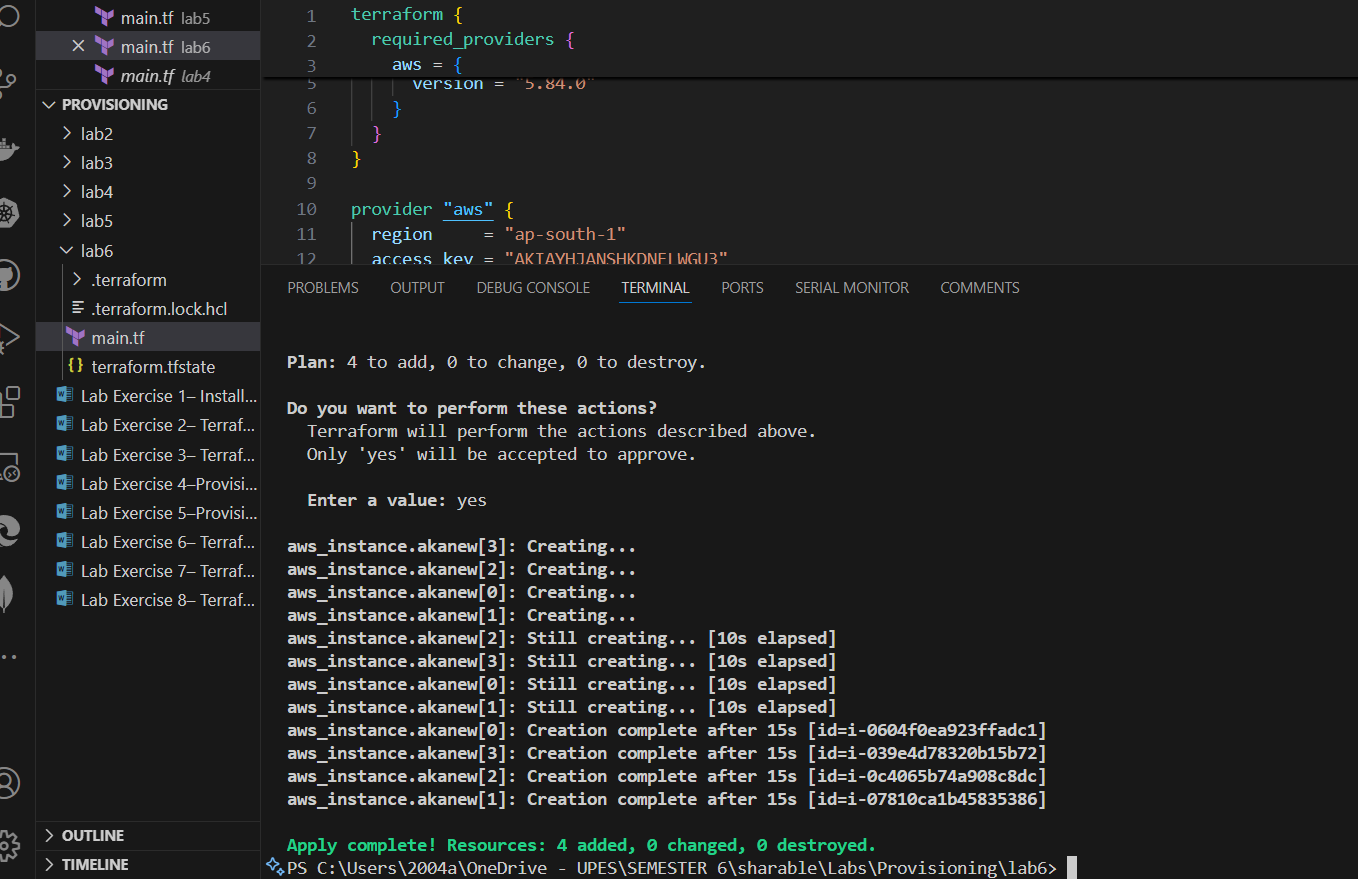 main.tf lab5
main.tf lab6
main.tf lab4
PROVISIONING
lab2
lab3
lab4
lab5
lab6
.terraform
.terraform.lock.hcl
main.tf
terraform.tfstate
Lab Exercise 1– Install...
Lab Exercise 2– Terraf...
Lab Exercise 3– Terraf...
Lab Exercise 4–Provisi...
Lab Exercise 5–Provisi...
Lab Exercise 6– Terraf...
Lab Exercise 7– Terraf...
Lab Exercise 8– Terraf...
OUTLINE
TIMELINE
1 terraform {
2 required_providers {
3 aws = {
5 version = "5.84.0"
6 }
7 }
8 }
9
10 provider "aws" {
11 region = "ap-south-1"
12 access_key =
PROBLEMS OUTPUT DEBUG CONSOLE TERMINAL PORTS SERIAL MONITOR COMMENTS
Plan: 4 to add, 0 to change, 0 to destroy.
Do you want to perform these actions?
Terraform will perform the actions described above.
Only 'yes' will be accepted to approve.
Enter a value: yes
aws_instance.akanew[3]: Creating...
aws_instance.akanew[2]: Creating...
aws_instance.akanew[0]: Creating...
aws_instance.akanew[1]: Creating...
aws_instance.akanew[2]: Still creating... [10s elapsed]
aws_instance.akanew[3]: Still creating... [10s elapsed]
aws_instance.akanew[0]: Still creating... [10s elapsed]
aws_instance.akanew[1]: Still creating... [10s elapsed]
aws_instance.akanew[0]: Creation complete after 15s [id=i-0604f0ea923ffadc1]
aws_instance.akanew[3]: Creation complete after 15s [id=i-039e4d78320b15b72]
aws_instance.akanew[2]: Creation complete after 15s [id=i-0c4065b74a908c8dc]
aws_instance.akanew[1]: Creation complete after 15s [id=i-07810ca1b45835386]
Apply complete! Resources: 4 added, 0 changed, 0 destroyed.
PS C:\Users\2004a\OneDrive - UPES\SEMESTER 6\sharable\Labs\Provisioning\lab6>